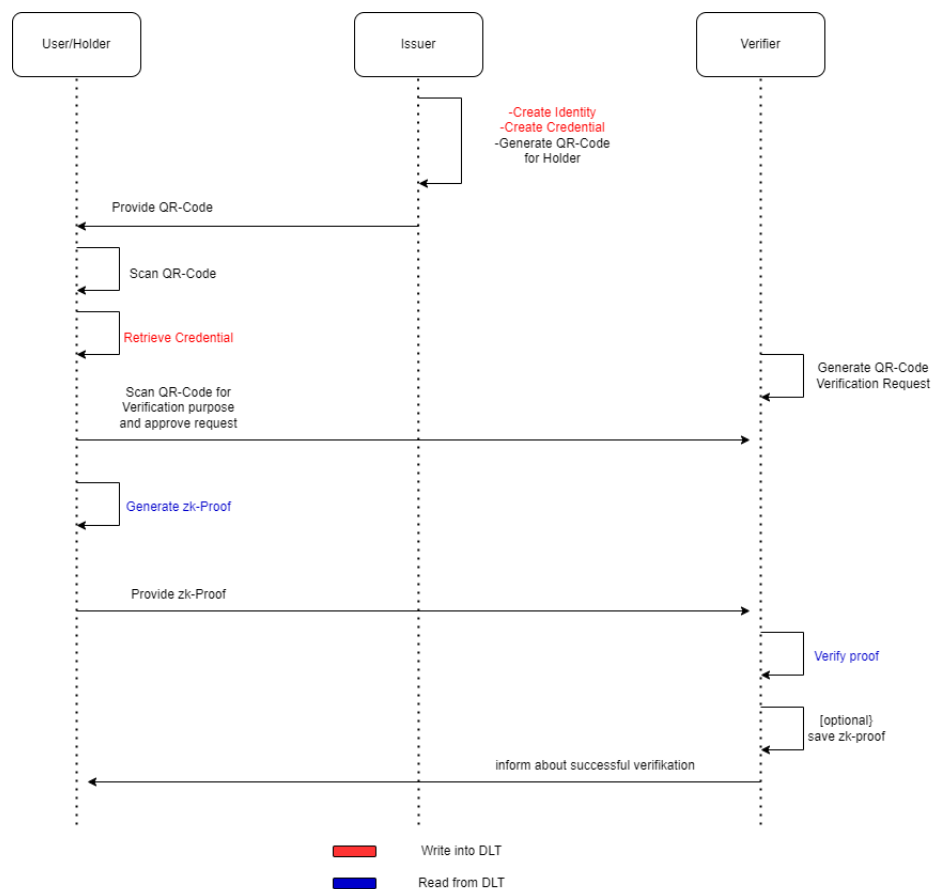 User/Holder
Issuer
Verifier
-Create Identity
-Create Credential
-Generate QR-Code
for Holder
Provide QR-Code
Scan QR-Code
Retrieve Credential
Generate QR-Code
Verification Request
Scan QR-Code for
Verification purpose
and approve request
Generate zk-Proof
Provide zk-Proof
Verify proof
[optional}
save zk-proof
inform about successful verifikation
Write into DLT
Read from DLT